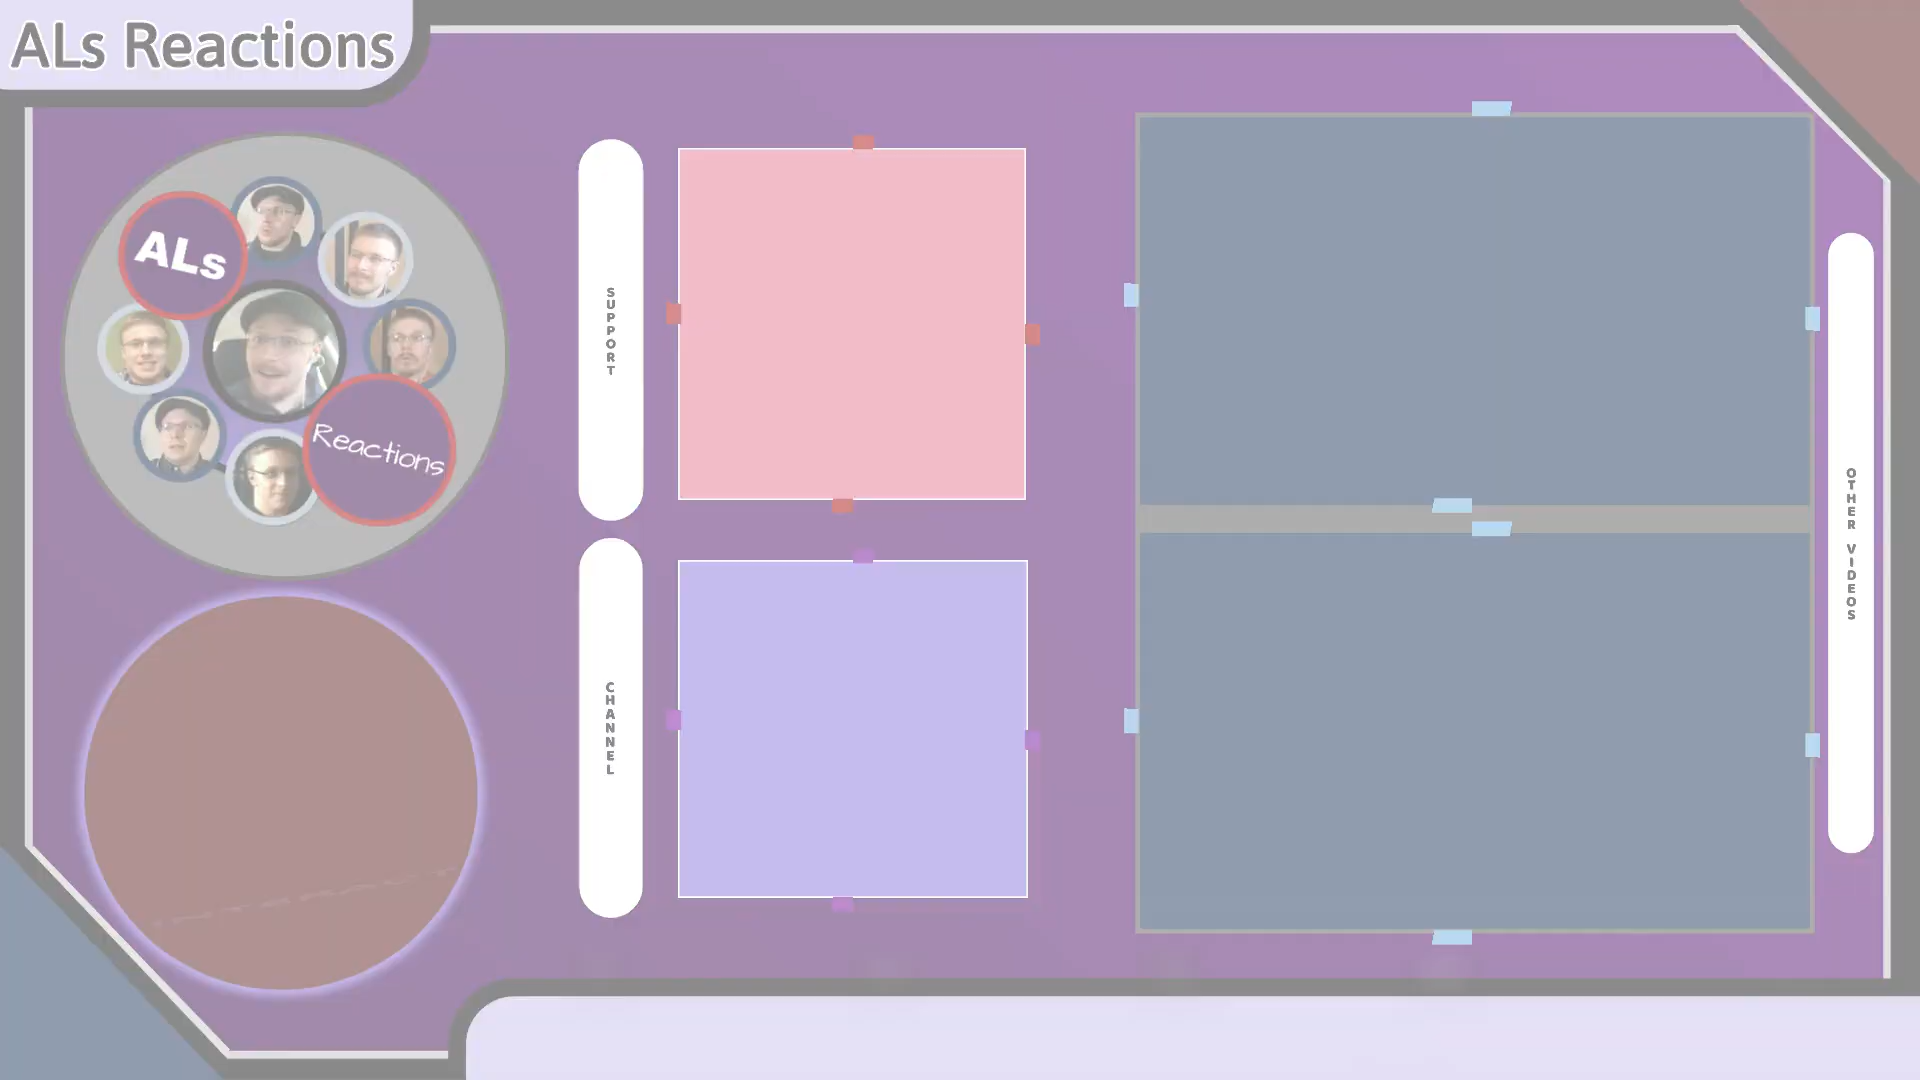 ALs Reactions
ALs
Reactions
SUPPORT
CHANNEL
OTHER VIDEOS